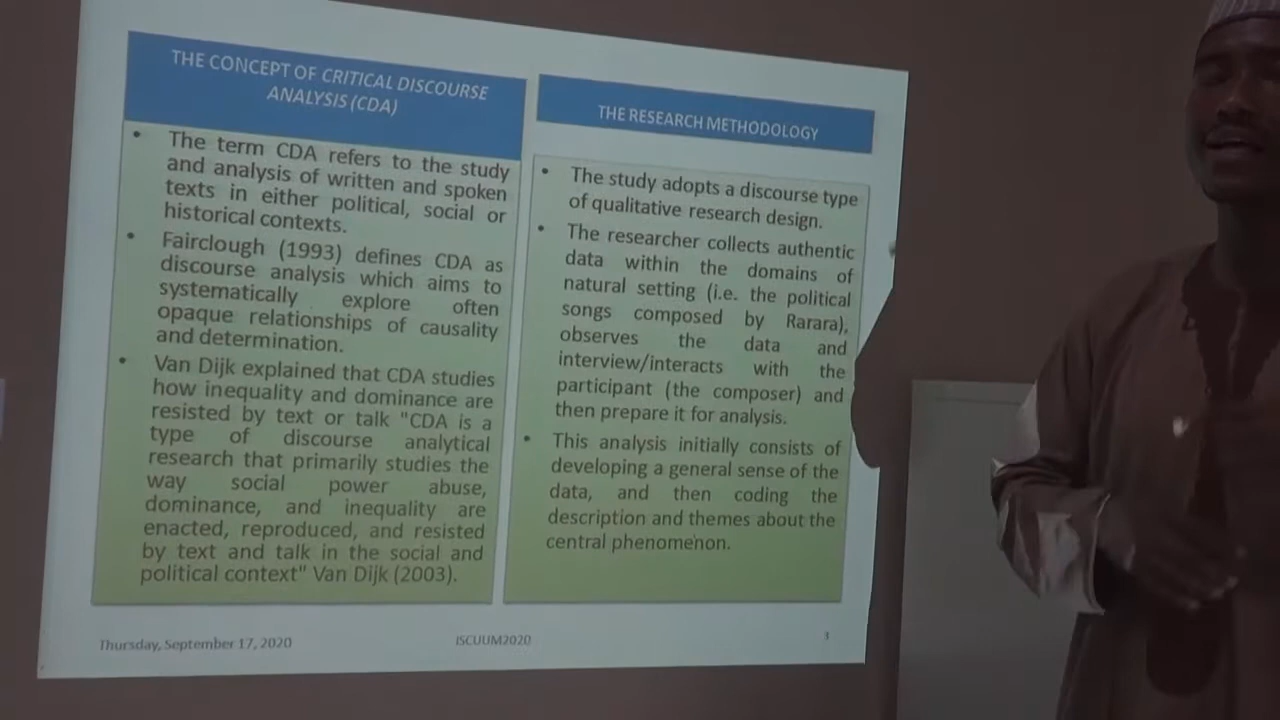 THE CONCEPT OF CRITICAL DISCOURSE
ANALYSIS (CDA)
• The term CDA refers to the study
and analysis of written and spoken
texts in either political, social or
historical contexts.
• Fairclough (1993) defines CDA as
discourse analysis which aims to
systematically explore often
opaque relationships of causality
and determination.
• Van Dijk explained that CDA studies
how inequality and dominance are
resisted by text or talk "CDA is a
type of discourse analytical
research that primarily studies the
way social power abuse,
dominance, and inequality are
enacted, reproduced, and resisted
by text and talk in the social and
political context" Van Dijk (2003).
THE RESEARCH METHODOLOGY
• The study adopts a discourse type
of qualitative research design.
• The researcher collects authentic
data within the domains of
natural setting (i.e. the political
songs composed by Rarara),
observes the data and
interview/interacts with the
participant (the composer) and
then prepare it for analysis.
• This analysis initially consists of
developing a general sense of the
data, and then coding the
description and themes about the
central phenomenon.
Thursday, September 17, 2020
ISCUUM2020
3